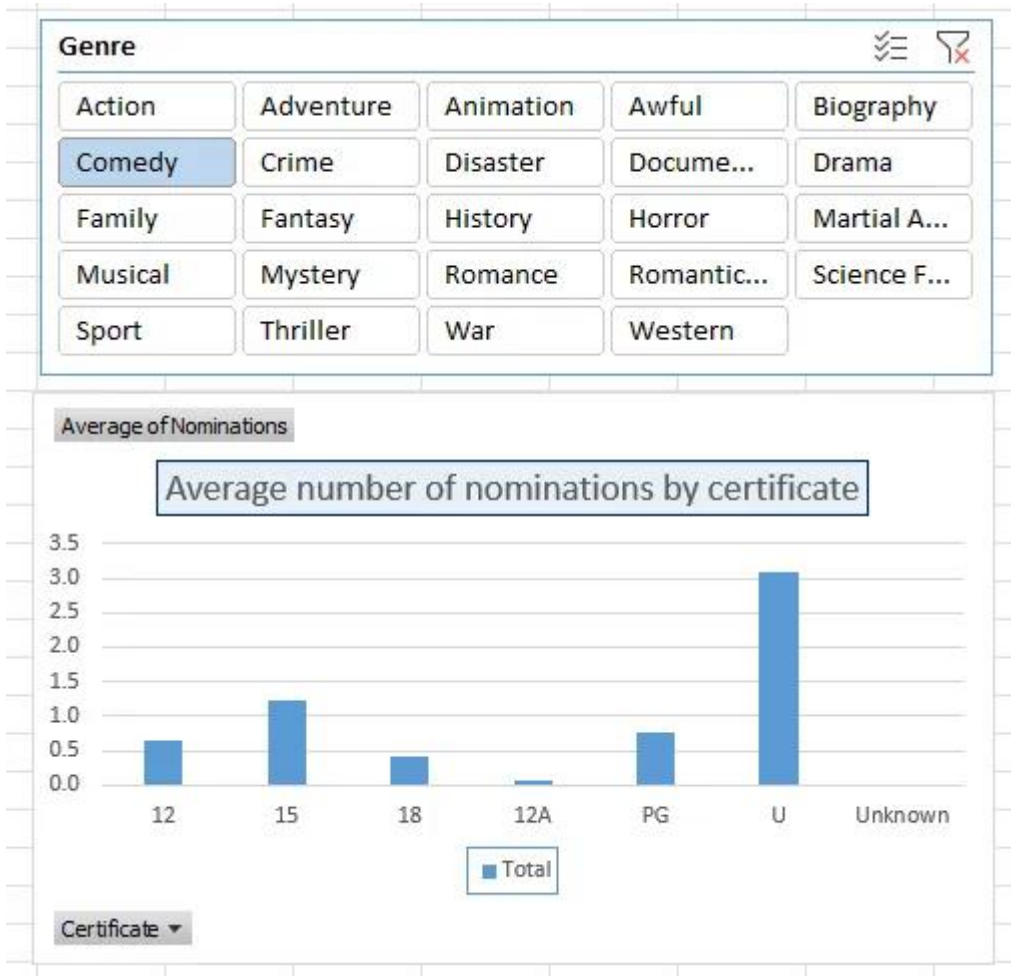 Genre
Action Adventure Animation Awful Biography
Comedy Crime Disaster Docume... Drama
Family Fantasy History Horror Martial A...
Musical Mystery Romance Romantic... Science F...
Sport Thriller War Western
Average of Nominations
Average number of nominations by certificate
3.5
3.0
2.5
2.0
1.5
1.0
0.5
0.0
12 15 18 12A PG U Unknown
Total
Certificate